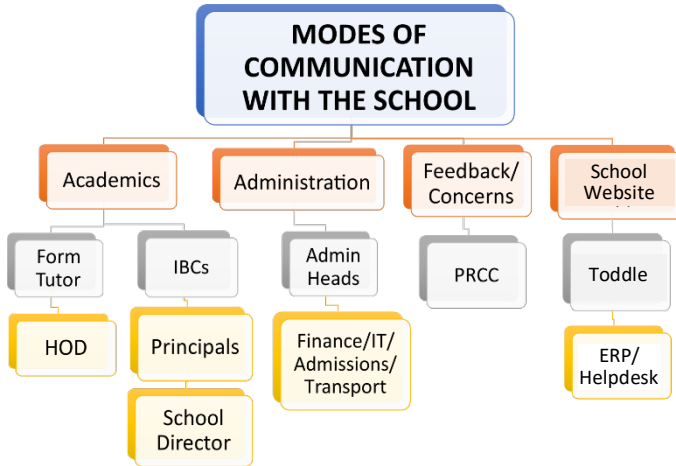 MODES OF
COMMUNICATION
WITH THE SCHOOL
Academics
Administration
Feedback/
Concerns
School
Website
Form
Tutor
IBCs
Admin
Heads
PRCC
Toddle
HOD
Principals
Finance/IT/
Admissions/
Transport
ERP/
Helpdesk
School
Director